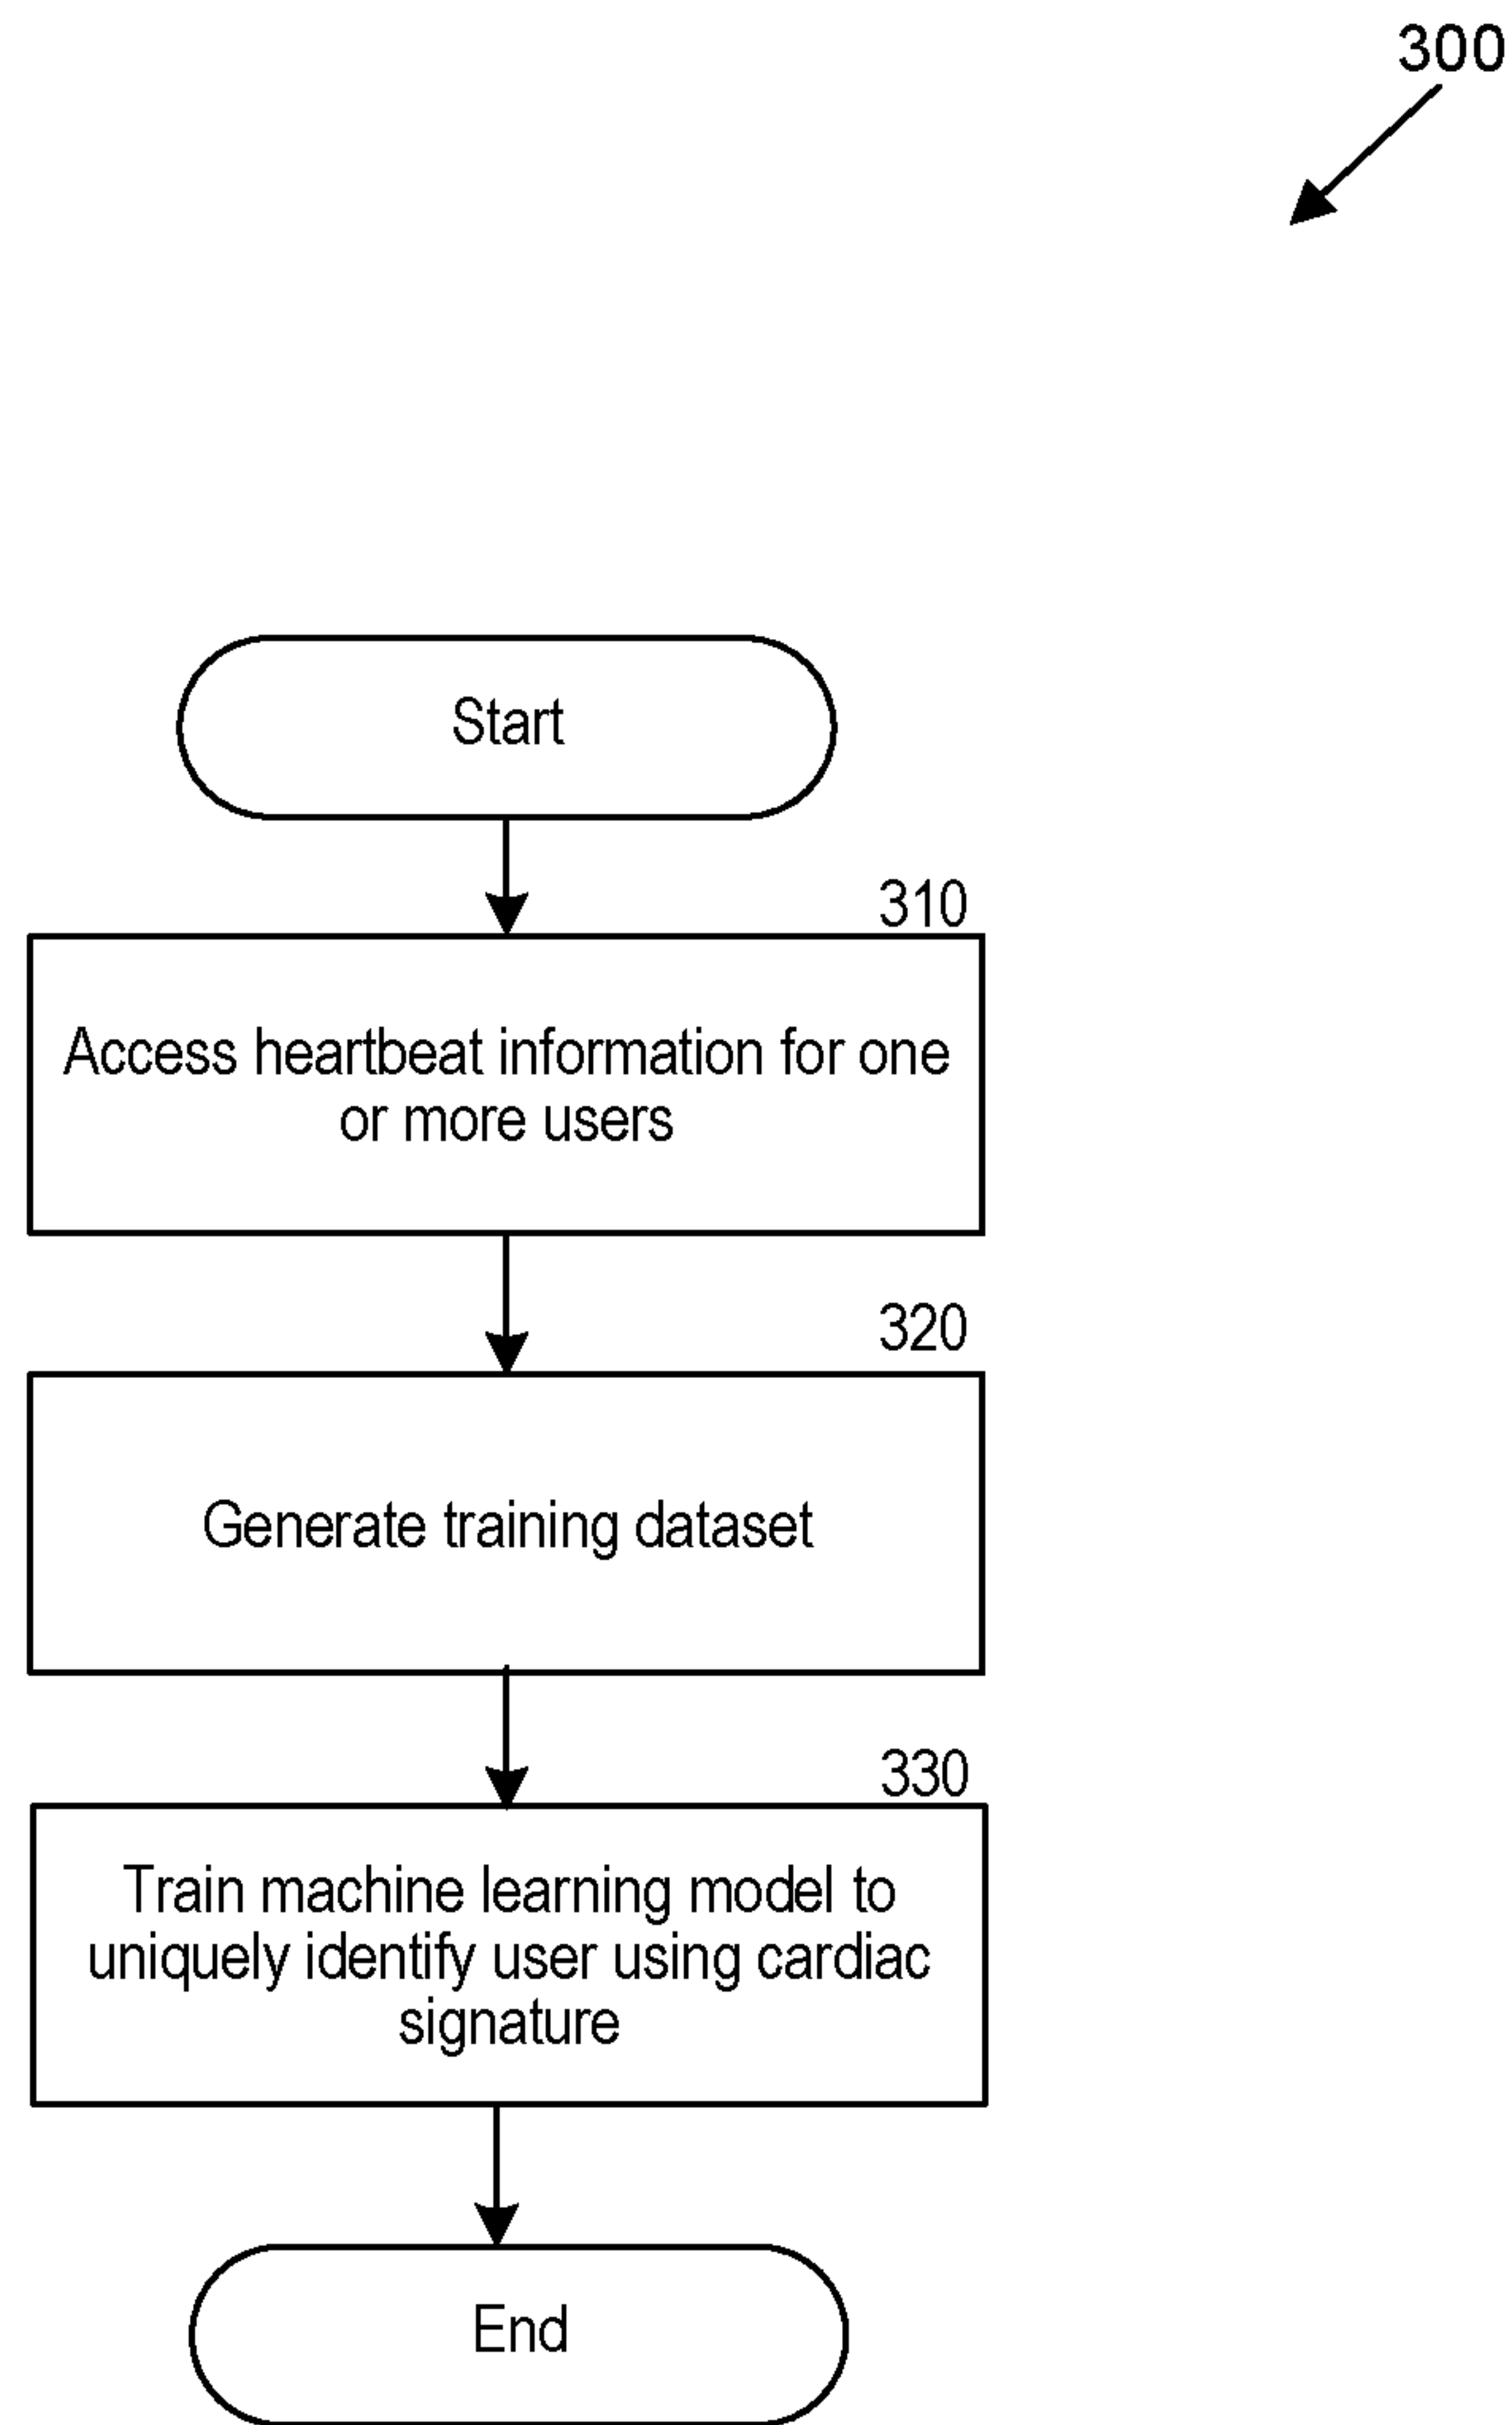 300
Start
310
Access heartbeat information for one
or more users
320
Generate training dataset
330
Train machine learning model to
uniquely identify user using cardiac
signature
End